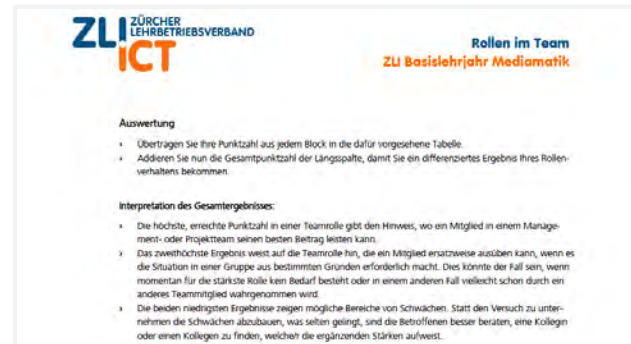 ZLI ZÜRCHER
LEHRBETRIEBSVERBAND
ICT
Rollen im Team
ZLI Basislehrjahr Mediamatik
Auswertung
› Übertragen Sie Ihre Punktzahl aus jedem Block in die dafür vorgesehene Tabelle.
› Addieren Sie nun die Gesamtpunktzahl der Längsspalte, damit Sie ein differenziertes Ergebnis Ihres Rollen-
verhaltens bekommen.
Interpretation des Gesamtergebnisses:
› Die höchste, erreichte Punktzahl in einer Teamrolle gibt den Hinweis, wo ein Mitglied in einem Manage-
ment- oder Projektteam seinen besten Beitrag leisten kann.
› Das zweithöchste Ergebnis weist auf die Teamrolle hin, die ein Mitglied ersatzweise ausüben kann, wenn es
die Situation in einer Gruppe aus bestimmten Gründen erforderlich macht. Dies könnte der Fall sein, wenn
momentan für die stärkste Rolle kein Bedarf besteht oder in einem anderen Fall vielleicht schon durch ein
anderes Teammitglied wahrgenommen wird.
› Die beiden niedrigsten Ergebnisse zeigen mögliche Bereiche von Schwächen. Statt den Versuch zu unter-
nehmen die Schwächen abzubauen, was selten gelingt, sind die Betroffenen besser beraten, eine Kollegin
oder einen Kollegen zu finden, welche/r die ergänzenden Stärken aufweist.